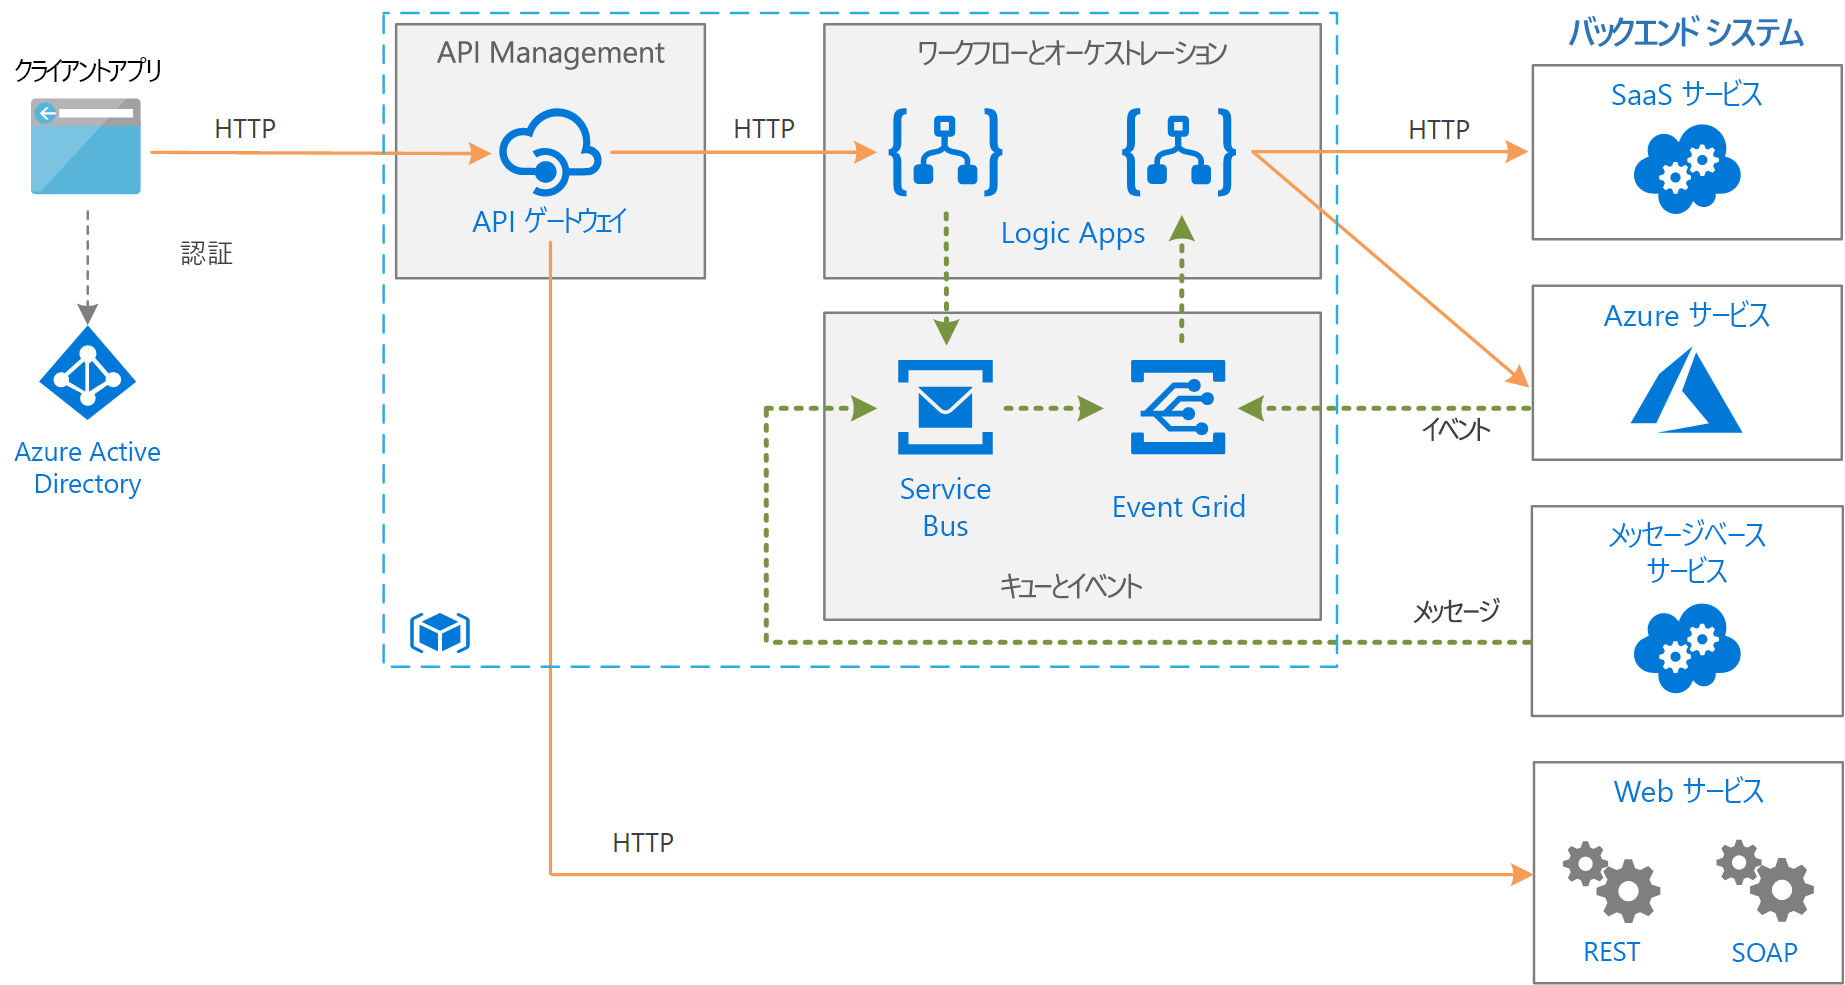 バックエンド システム
クライアントアプリ
API Management
ワークフローとオーケストレーション
SaaS サービス
HTTP
HTTP
HTTP
API ゲートウェイ
Logic Apps
認証
Azure サービス
イベント
Azure Active
Directory
Service
Bus
Event Grid
メッセージベース
サービス
キューとイベント
メッセージ
Web サービス
HTTP
REST
SOAP